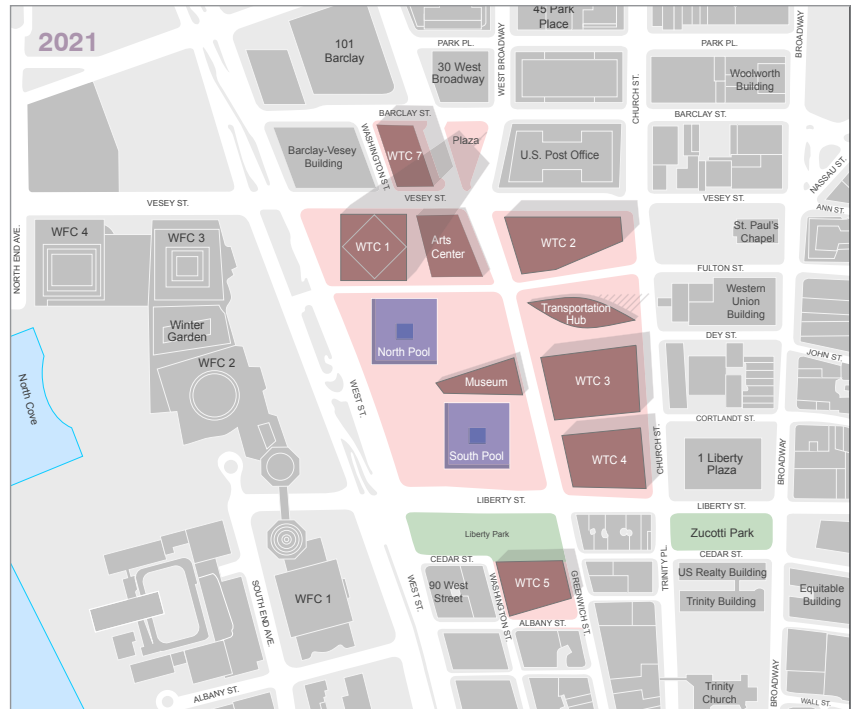 2021
45 Park
Place
101
Barclay
PARK PL.
PARK PL.
WEST BROADWAY
BROADWAY
30 West
Broadway
Woolworth
Building
CHURCH ST.
BARCLAY ST.
BARCLAY ST.
WASHINGTON ST.
Plaza
Barclay-Vesey
Building
WTC 7
U.S. Post Office
NASSAU ST.
VESEY ST.
VESEY ST.
VESEY ST.
ANN ST.
WFC 4
WFC 3
WTC 1
Arts
Center
WTC 2
St. Paul's
Chapel
NORTH END AVE.
FULTON ST.
Western
Union
Building
Transportation
Hub
Winter
Garden
North Pool
DEY ST.
JOHN ST.
WFC 2
Museum
WTC 3
North Cove
WEST ST.
CORTLANDT ST.
CHURCH ST.
South Pool
WTC 4
1 Liberty
Plaza
BROADWAY
LIBERTY ST.
LIBERTY ST.
Liberty Park
Zucotti Park
CEDAR ST.
CEDAR ST.
TRINITY PL.
WEST ST.
90 West
Street
WASHINGTON ST.
WTC 5
GREENWICH ST.
US Realty Building
Trinity Building
Equitable
Building
SOUTH END AVE.
WFC 1
ALBANY ST.
ALBANY ST.
BROADWAY
Trinity
Church
WALL ST.